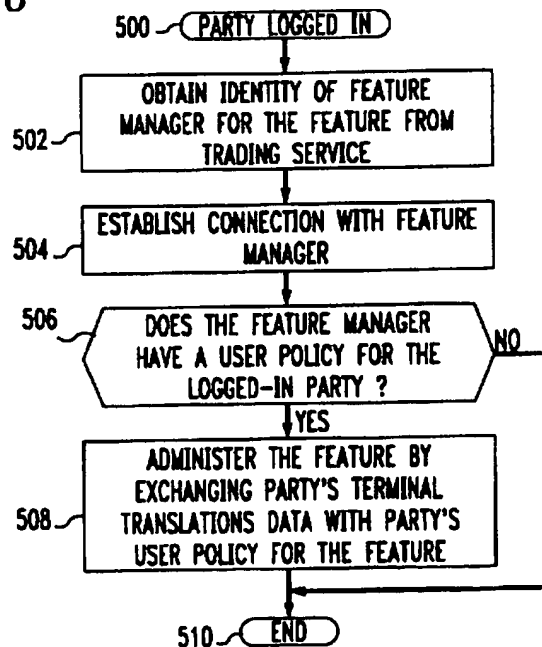 500 PARTY LOGGED IN
OBTAIN IDENTITY OF FEATURE
MANAGER FOR THE FEATURE FROM
TRADING SERVICE
502
ESTABLISH CONNECTION WITH FEATURE
MANAGER
504
506
DOES THE FEATURE MANAGER
HAVE A USER POLICY FOR THE
LOGGED-IN PARTY ?
NO
YES
ADMINISTER THE FEATURE BY
EXCHANGING PARTY'S TERMINAL
TRANSLATIONS DATA WITH PARTY'S
USER POLICY FOR THE FEATURE
508
510 END